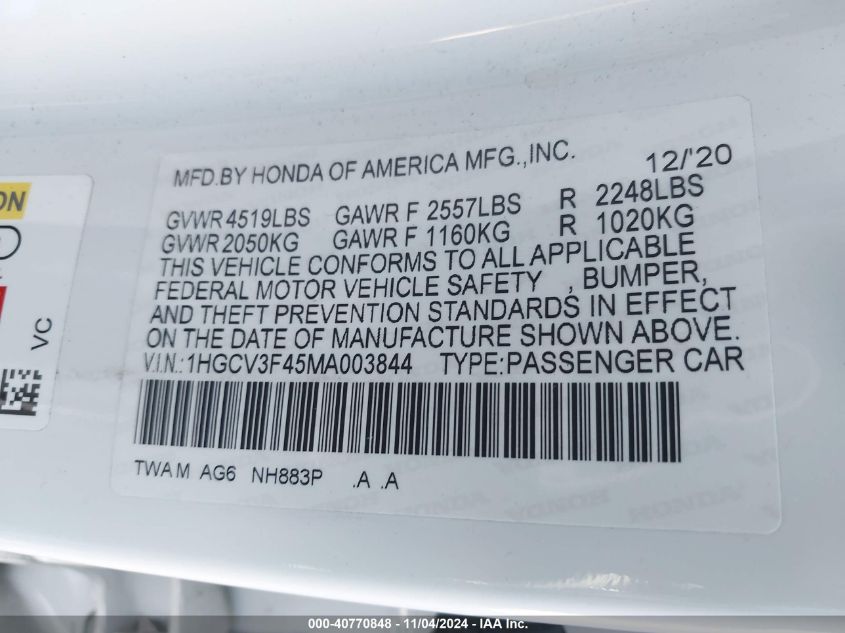 MFD.BY HONDA OF AMERICA MFG.,INC. 12/'20
GVWR 4519LBS GAWR F 2557LBS R 2248LBS
GVWR 2050KG GAWR F 1160KG R 1020KG
THIS VEHICLE CONFORMS TO ALL APPLICABLE
FEDERAL MOTOR VEHICLE SAFETY , BUMPER,
AND THEFT PREVENTION STANDARDS IN EFFECT
ON THE DATE OF MANUFACTURE SHOWN ABOVE.
V.I.N.:1HGCV3F45MA003844 TYPE:PASSENGER CAR
TWA M AG6 NH883P .A .A
VC
000-40770848 - 11/04/2024 - IAA Inc.